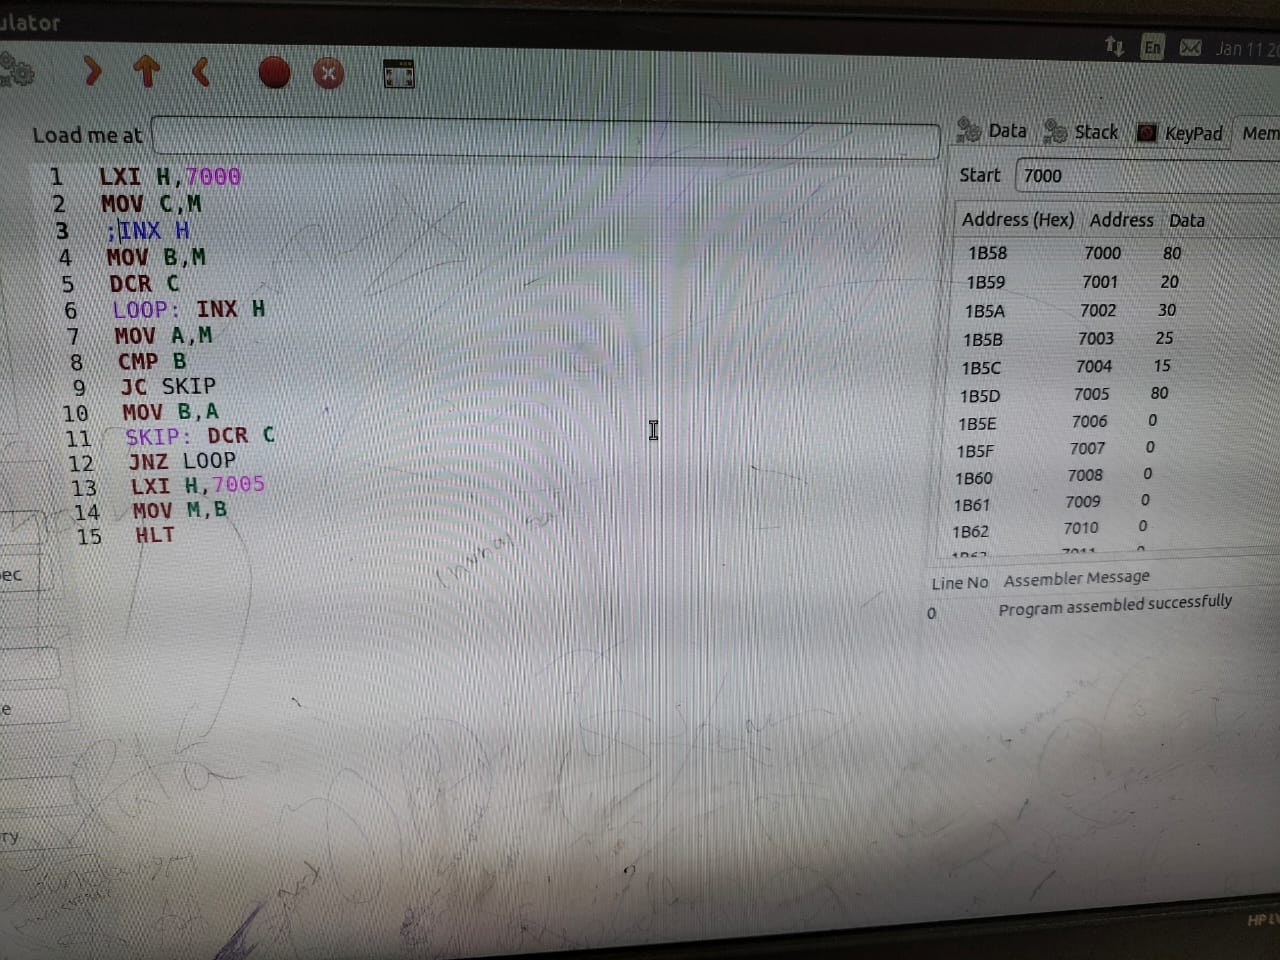 ulator
En
Jan 11 2
Load me at
1 LXI H,7000
2 MOV C,M
3 ;INX H
4 MOV B,M
5 DCR C
6 LOOP: INX H
7 MOV A,M
8 CMP B
9 JC SKIP
10 MOV B,A
11 SKIP: DCR C
12 JNZ LOOP
13 LXI H,7005
14 MOV M,B
15 HLT
ec
e
ry
Data Stack KeyPad Mem
Start 7000
Address (Hex) Address Data
1B58 7000 80
1B59 7001 20
1B5A 7002 30
1B5B 7003 25
1B5C 7004 15
1B5D 7005 80
1B5E 7006 0
1B5F 7007 0
1B60 7008 0
1B61 7009 0
1B62 7010 0
1B63 7011 0
Line No Assembler Message
0 Program assembled successfully
HP